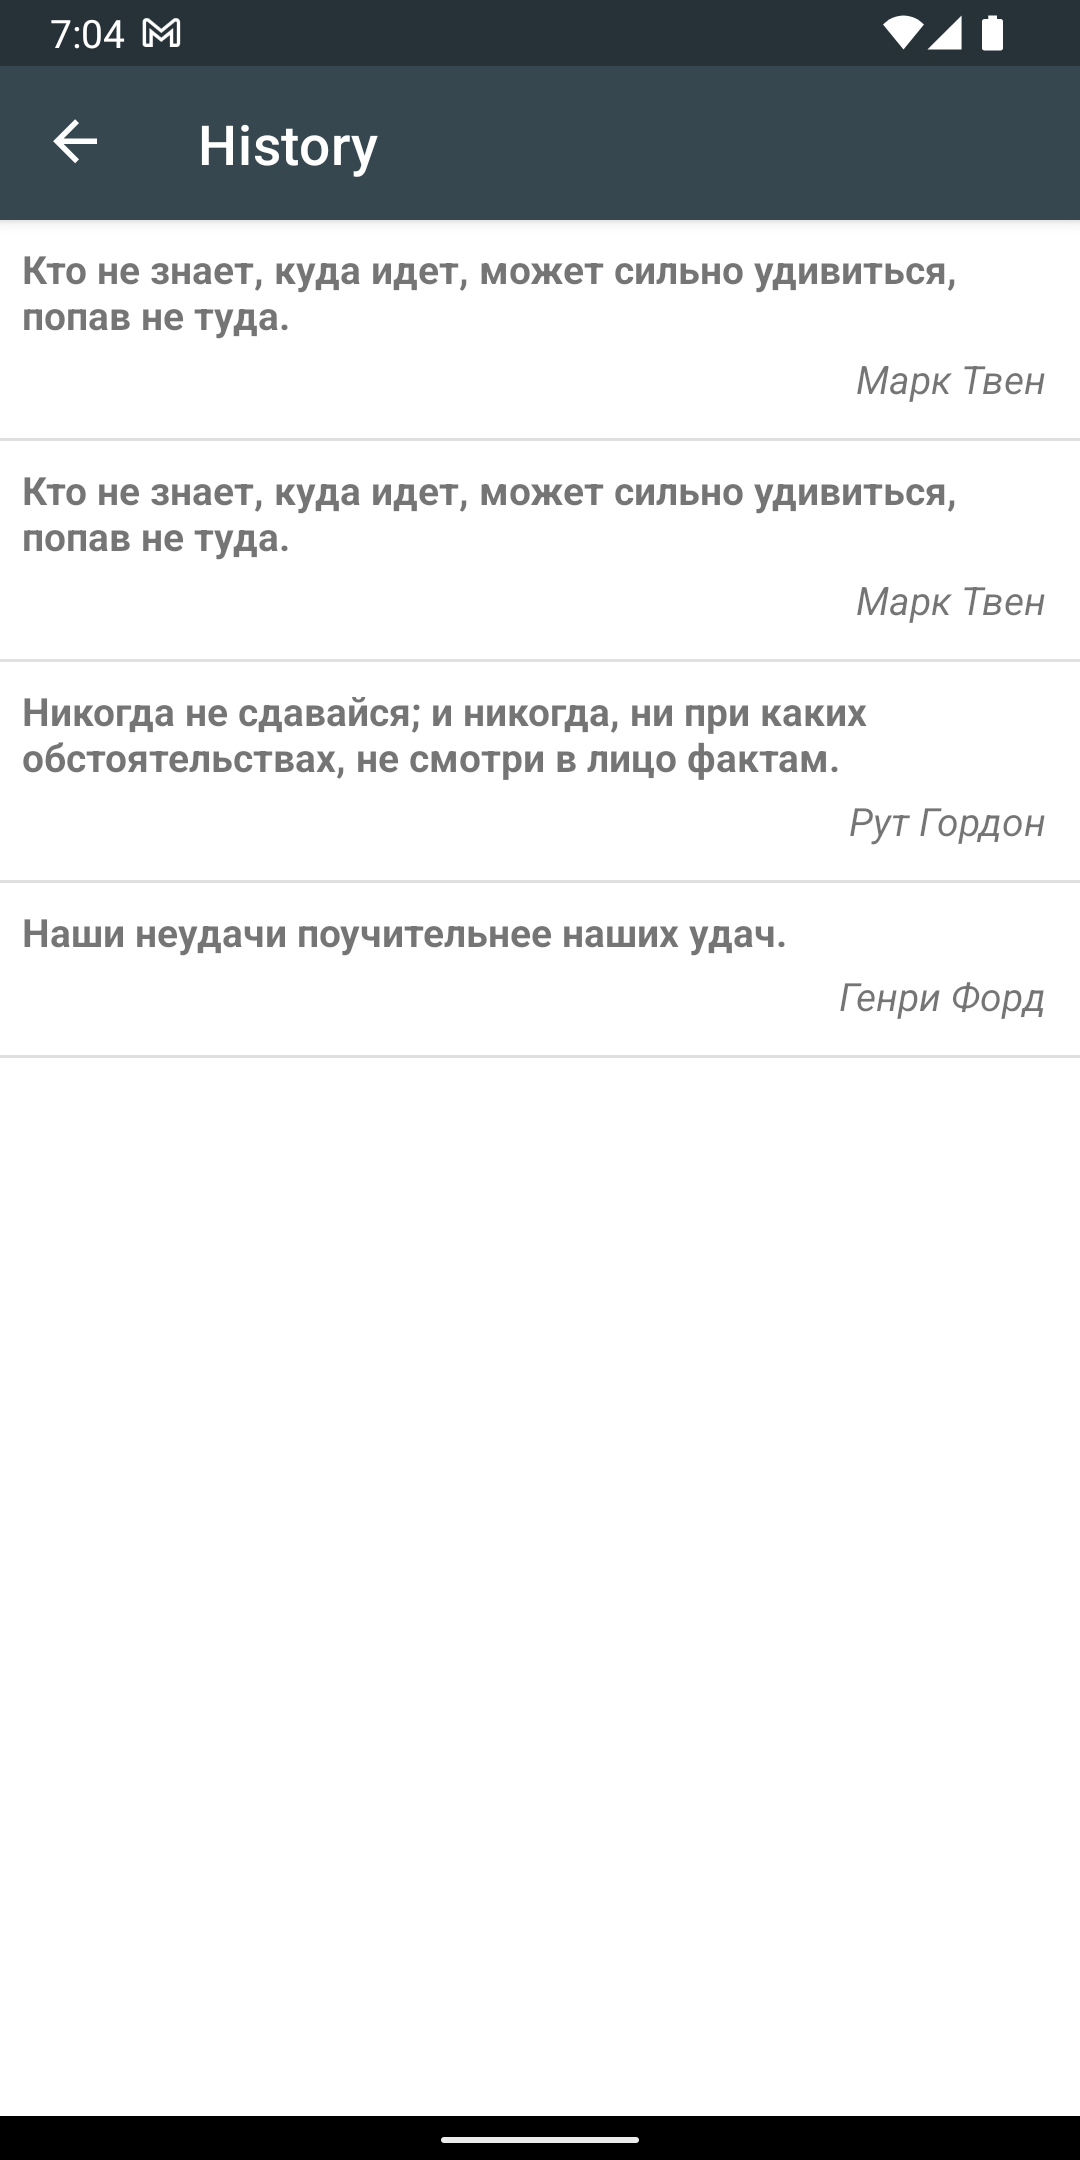 7:04
History
Кто не знает, куда идет, может сильно удивиться,
попав не туда.
Марк Твен
Кто не знает, куда идет, может сильно удивиться,
попав не туда.
Марк Твен
Никогда не сдавайся; и никогда, ни при каких
обстоятельствах, не смотри в лицо фактам.
Рут Гордон
Наши неудачи поучительнее наших удач.
Генри Форд